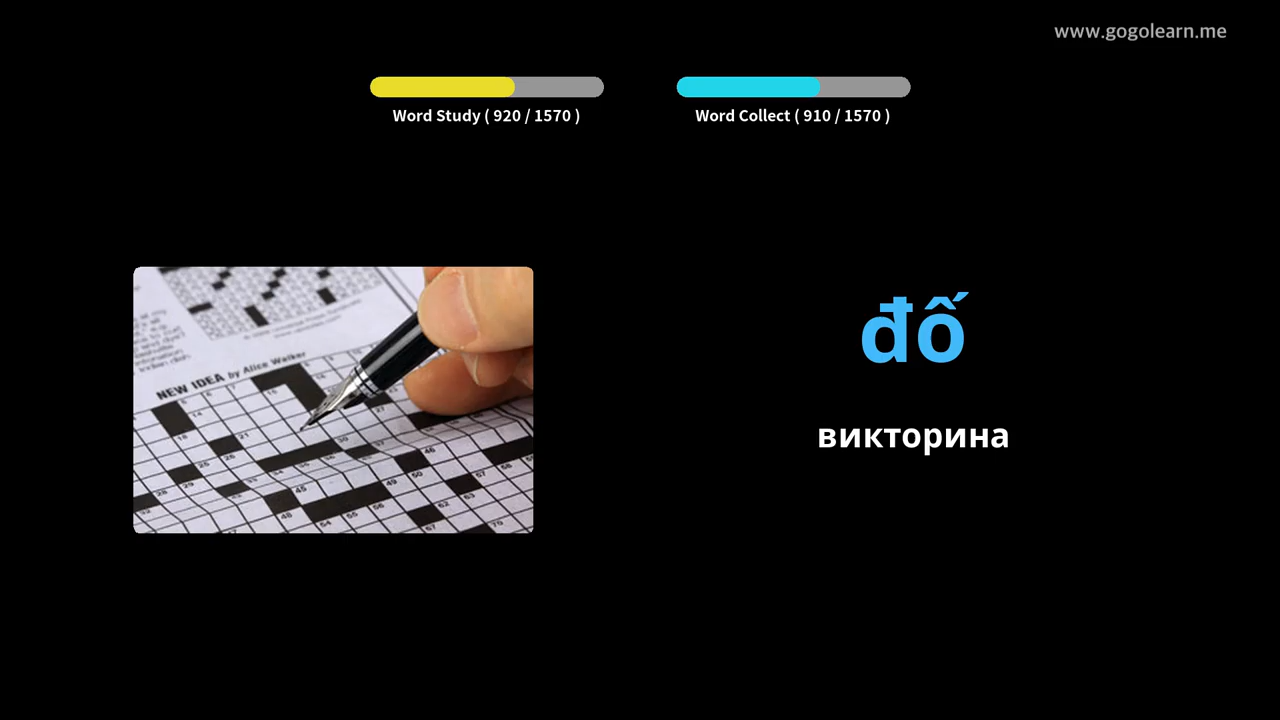 www.gogolearn.me
Word Study ( 920 / 1570 )
Word Collect ( 910 / 1570 )
NEW IDEA by Alice Walker
đố
викторина